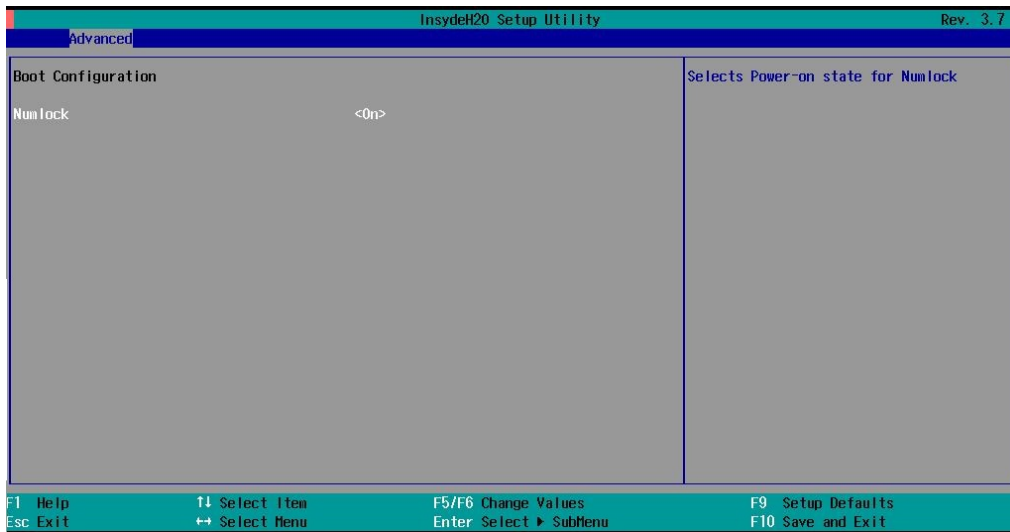 InsydeH20 Setup Utility Rev. 3.7
Advanced
Boot Configuration
Numlock <On>
Selects Power-on state for Numlock
F1 Help ↑↓ Select Item F5/F6 Change Values F9 Setup Defaults
Esc Exit ↔ Select Menu Enter Select ▶ SubMenu F10 Save and Exit